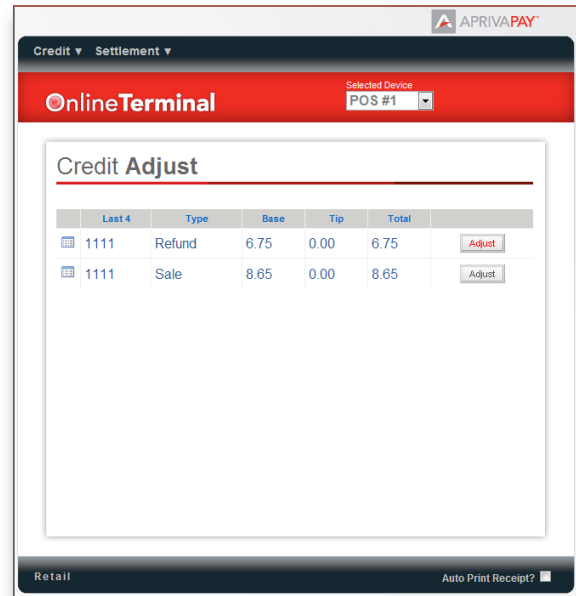 APRIVAPAY™
Credit ▼ Settlement ▼
Selected Device
OnlineTerminal POS #1
Credit Adjust
Last 4 Type Base Tip Total
1111 Refund 6.75 0.00 6.75 Adjust
1111 Sale 8.65 0.00 8.65 Adjust
Retail Auto Print Receipt?